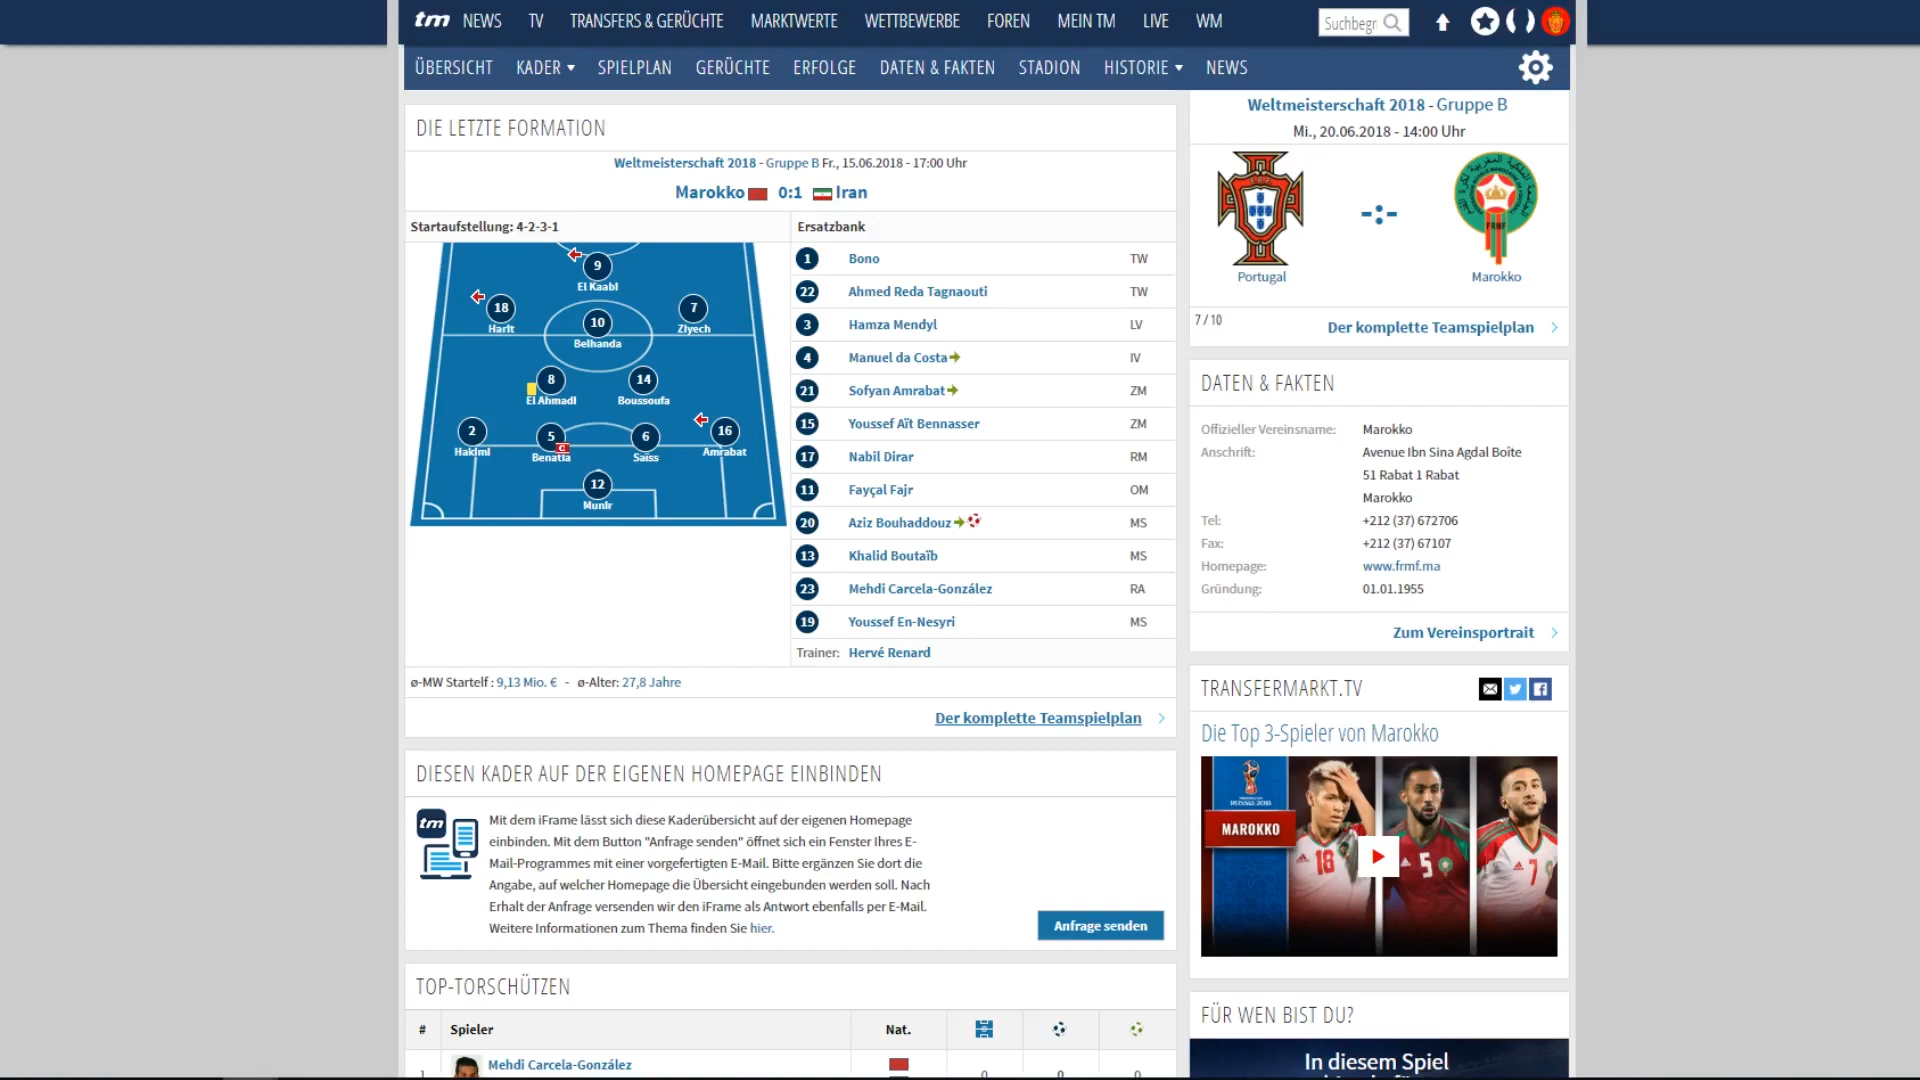 tm NEWS TV TRANSFERS & GERÜCHTE MARKTWERTE WETTBEWERBE FOREN MEIN TM LIVE WM
ÜBERSICHT KADER SPIELPLAN GERÜCHTE ERFOLGE DATEN & FAKTEN STADION HISTORIE NEWS
DIE LETZTE FORMATION
Weltmeisterschaft 2018 - Gruppe B Fr., 15.06.2018 - 17:00 Uhr
Marokko 0:1 Iran
Startaufstellung: 4-2-3-1
9
El Kaabi
18
Harit
10
Belhanda
7
Ziyech
8
El Ahmadi
14
Boussoufa
2
Hakimi
5
C
Benatia
6
Saïss
16
Amrabat
12
Munir
Ersatzbank
1 Bono TW
22 Ahmed Reda Tagnaouti TW
3 Hamza Mendyl LV
4 Manuel da Costa IV
21 Sofyan Amrabat ZM
15 Youssef Aït Bennasser ZM
17 Nabil Dirar RM
11 Fayçal Fajr OM
20 Aziz Bouhaddouz MS
13 Khalid Boutaïb MS
23 Mehdi Carcela-González RA
19 Youssef En-Nesyri MS
Trainer: Hervé Renard
ø-MW Startelf : 9,13 Mio. € - ø-Alter: 27,8 Jahre
Der komplette Teamspielplan
DIESEN KADER AUF DER EIGENEN HOMEPAGE EINBINDEN
tm
Mit dem iFrame lässt sich diese Kaderübersicht auf der eigenen Homepage
einbinden. Mit dem Button "Anfrage senden" öffnet sich ein Fenster Ihres E-
Mail-Programmes mit einer vorgefertigten E-Mail. Bitte ergänzen Sie dort die
Angabe, auf welcher Homepage die Übersicht eingebunden werden soll. Nach
Erhalt der Anfrage versenden wir den iFrame als Antwort ebenfalls per E-Mail.
Weitere Informationen zum Thema finden Sie hier.
Anfrage senden
TOP-TORSCHÜTZEN
# Spieler Nat.
1 Mehdi Carcela-González 0 0 0
Weltmeisterschaft 2018 - Gruppe B
Mi., 20.06.2018 - 14:00 Uhr
-:-
FRMF
Portugal Marokko
7 / 10
Der komplette Teamspielplan
DATEN & FAKTEN
Offizieller Vereinsname: Marokko
Anschrift: Avenue Ibn Sina Agdal Boite
51 Rabat 1 Rabat
Marokko
Tel: +212 (37) 672706
Fax: +212 (37) 67107
Homepage: www.frmf.ma
Gründung: 01.01.1955
Zum Vereinsportrait
TRANSFERMARKT.TV
Die Top 3-Spieler von Marokko
RUSSIA 2018
MAROKKO
18
5
7
FÜR WEN BIST DU?
In diesem Spiel